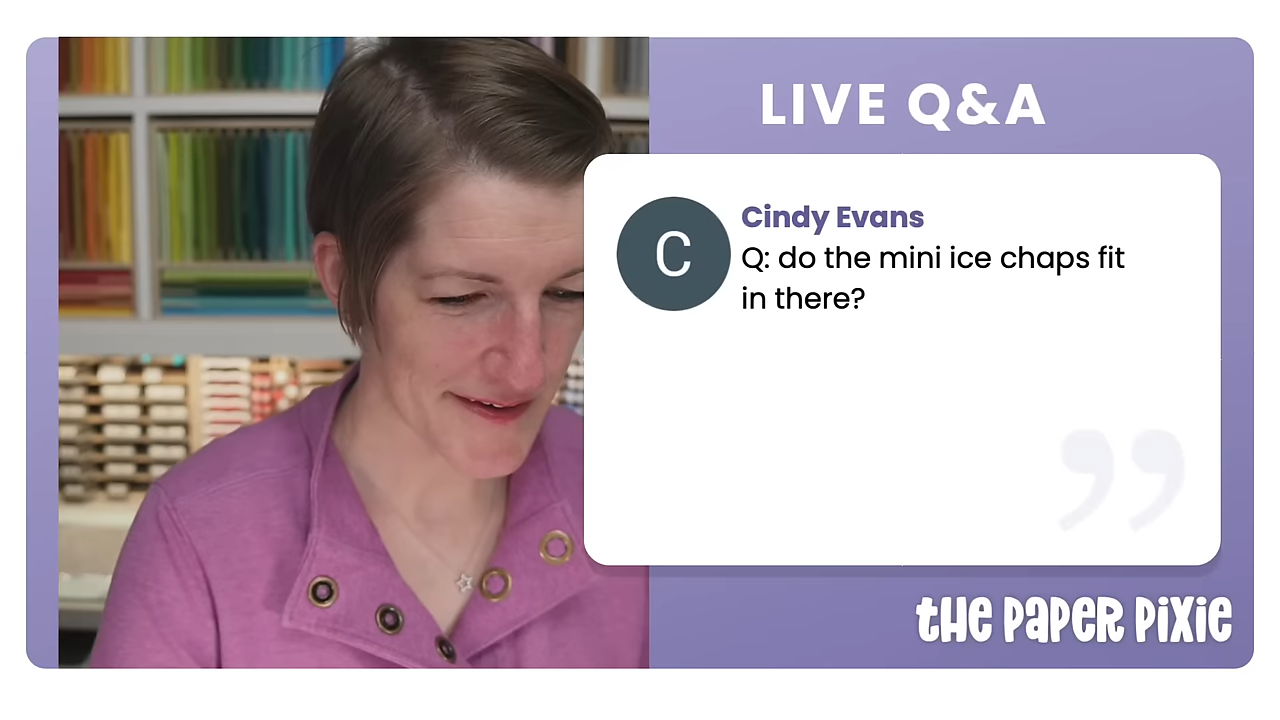 LIVE Q&A
C
Cindy Evans
Q: do the mini ice chaps fit
in there?
”
the PaPeR PiXie